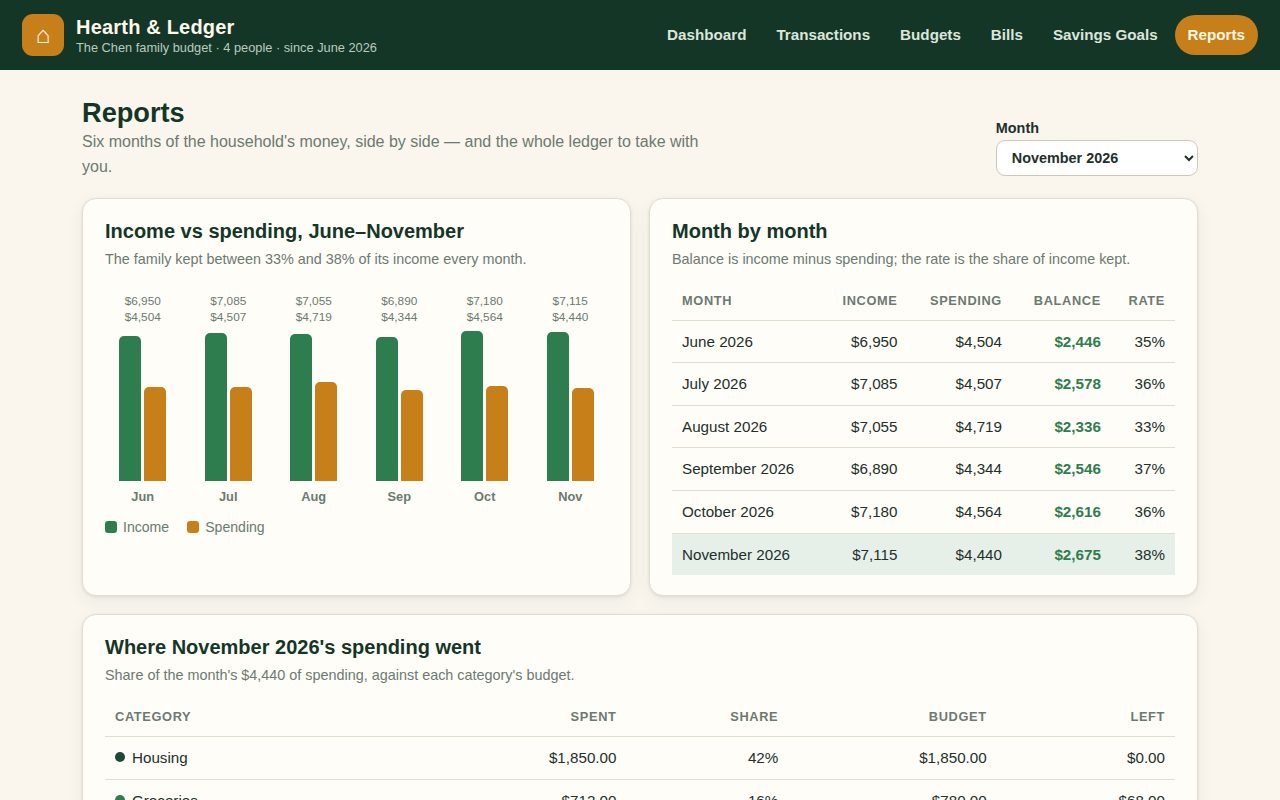 Hearth & Ledger
The Chen family budget · 4 people · since June 2026
Dashboard Transactions Budgets Bills Savings Goals Reports
Reports
Six months of the household's money, side by side — and the whole ledger to take with
you.
Month
November 2026
Income vs spending, June–November
The family kept between 33% and 38% of its income every month.
$6,950 $7,085 $7,055 $6,890 $7,180 $7,115
$4,504 $4,507 $4,719 $4,344 $4,564 $4,440
Jun Jul Aug Sep Oct Nov
Income Spending
Month by month
Balance is income minus spending; the rate is the share of income kept.
MONTH INCOME SPENDING BALANCE RATE
June 2026 $6,950 $4,504 $2,446 35%
July 2026 $7,085 $4,507 $2,578 36%
August 2026 $7,055 $4,719 $2,336 33%
September 2026 $6,890 $4,344 $2,546 37%
October 2026 $7,180 $4,564 $2,616 36%
November 2026 $7,115 $4,440 $2,675 38%
Where November 2026's spending went
Share of the month's $4,440 of spending, against each category's budget.
CATEGORY SPENT SHARE BUDGET LEFT
Housing $1,850.00 42% $1,850.00 $0.00
Groceries $712.00 16% $780.00 $68.00